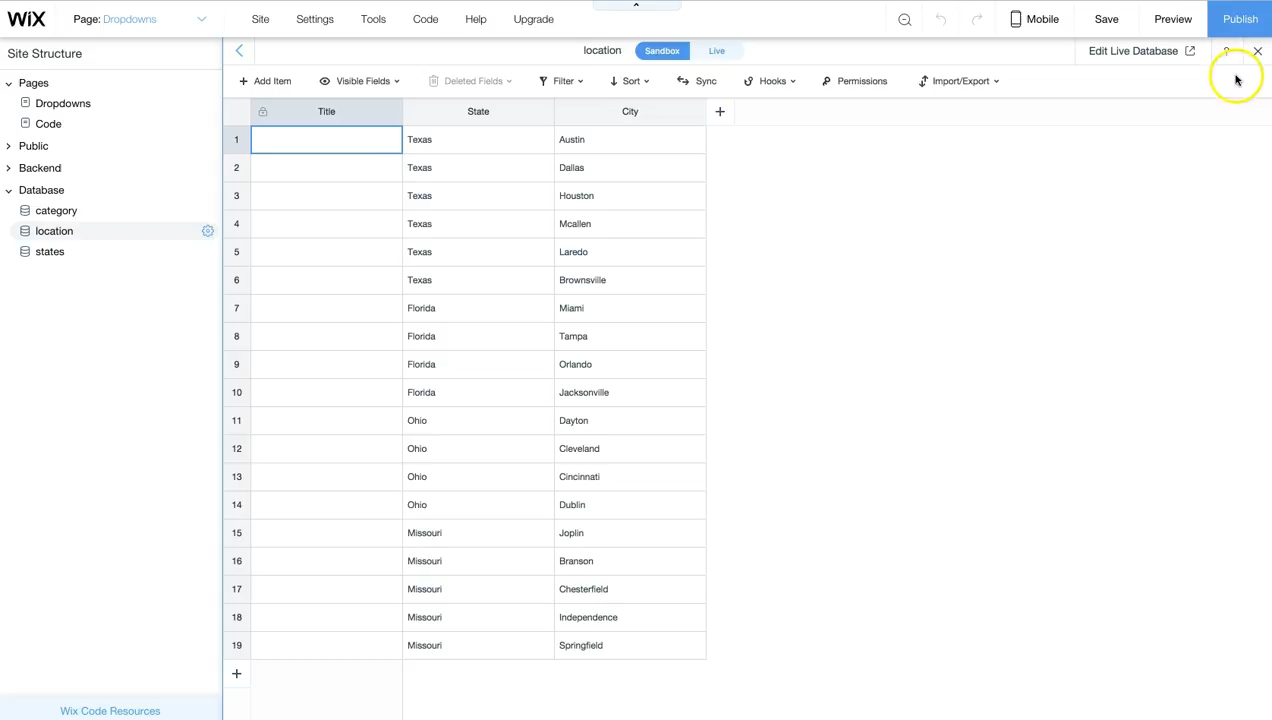 WiX Page: Dropdowns Site Settings Tools Code Help Upgrade Mobile Save Preview Publish
Site Structure location Sandbox Live Edit Live Database ?
+ Add Item Visible Fields Deleted Fields Filter Sort Sync Hooks Permissions Import/Export
Pages
Dropdowns
Code
Public
Backend
Database
category
location
states
Title State City +
1 Texas Austin
2 Texas Dallas
3 Texas Houston
4 Texas Mcallen
5 Texas Laredo
6 Texas Brownsville
7 Florida Miami
8 Florida Tampa
9 Florida Orlando
10 Florida Jacksonville
11 Ohio Dayton
12 Ohio Cleveland
13 Ohio Cincinnati
14 Ohio Dublin
15 Missouri Joplin
16 Missouri Branson
17 Missouri Chesterfield
18 Missouri Independence
19 Missouri Springfield
+
Wix Code Resources